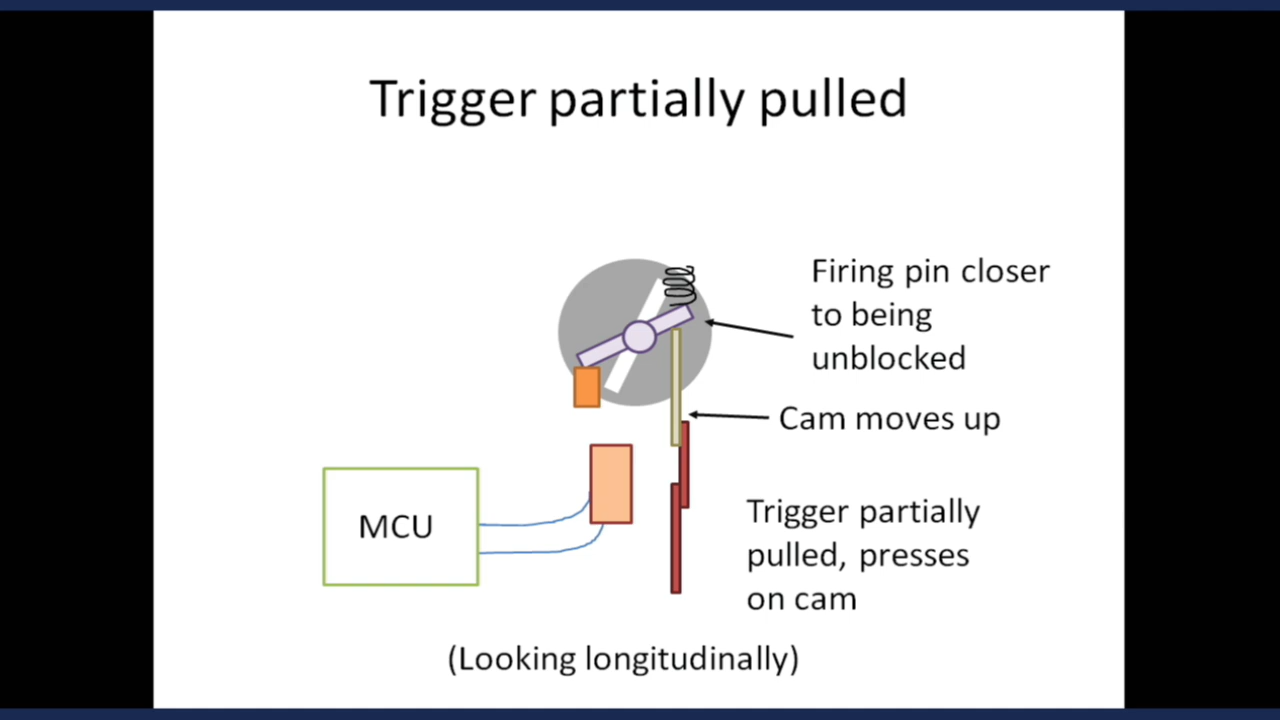 Trigger partially pulled
Firing pin closer
to being
unblocked
Cam moves up
MCU
Trigger partially
pulled, presses
on cam
(Looking longitudinally)